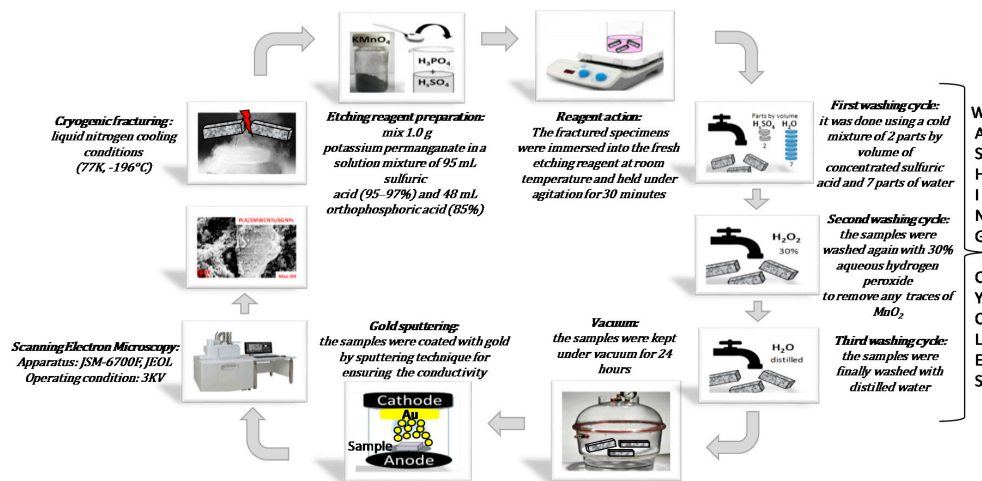 Cryogenic fracturing :
liquid nitrogen cooling
conditions
(77K, -196°C)
KMnO4
H3PO4
+
H2SO4
Etching reagent preparation:
mix 1.0 g
potassium permanganate in a
solution mixture of 95 mL
sulfuric
acid (95–97%) and 48 mL
orthophosphoric acid (85%)
Reagent action:
The fractured specimens
were immersed into the fresh
etching reagent at room
temperature and held under
agitation for 30 minutes
Parts by volume
H2SO4 H2O
2
7
First washing cycle:
it was done using a cold
mixture of 2 parts by
volume of
concentrated sulfuric
acid and 7 parts of water
H2O2
30%
Second washing cycle:
the samples were
washed again with 30%
aqueous hydrogen
peroxide
to remove any traces of
MnO2
H2O
distilled
Third washing cycle:
the samples were
finally washed with
distilled water
WASHING
CYCLES
Vacuum:
the samples were kept
under vacuum for 24
hours
Gold sputtering:
the samples were coated with gold
by sputtering technique for
ensuring the conductivity
Cathode
Au
Sample
Anode
Scanning Electron Microscopy:
Apparatus: JSM-6700F, JEOL
Operating condition: 3KV